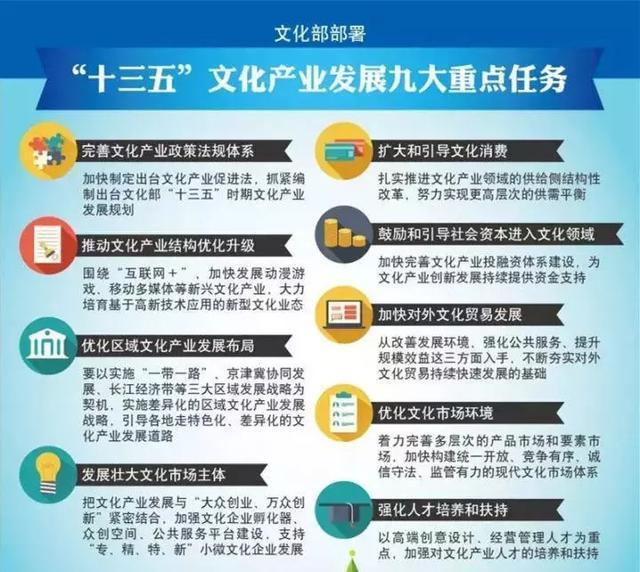 文化部部署
“十三五”文化产业发展九大重点任务
完善文化产业政策法规体系
加快制定出台文化产业促进法，抓紧编
制出台文化部“十三五”时期文化产业
发展规划
推动文化产业结构优化升级
围绕“互联网＋”，加快发展动漫游
戏、移动多媒体等新兴文化产业，大力
培育基于高新技术应用的新型文化业态
优化区域文化产业发展布局
要以实施“一带一路”、京津冀协同
发展、长江经济带等三大区域发展战略为
契机，实施差异化的区域文化产业发展
战略，引导各地走特色化、差异化的文
化产业发展道路
发展壮大文化市场主体
把文化产业发展与“大众创业、万众创
新”紧密结合，加强文化企业孵化器、
众创空间、公共服务平台建设，支持
“专、精、特、新”小微文化企业发展
扩大和引导文化消费
扎实推进文化产业领域的供给侧结构性
改革，努力实现更高层次的供需平衡
鼓励和引导社会资本进入文化领域
加快完善文化产业投融资体系建设，为
文化产业创新发展持续提供资金支持
加快对外文化贸易发展
从改善发展环境、强化公共服务、提升
规模效益这三方面入手，不断夯实对外
文化贸易持续快速发展的基础
优化文化市场环境
着力完善多层次的产品市场和要素市
场，加快构建统一开放、竞争有序、诚
信守法、监管有力的现代文化市场体系
强化人才培养和扶持
以高端创意设计、经营管理人才为重
点，加强对文化产业人才的培养和扶持